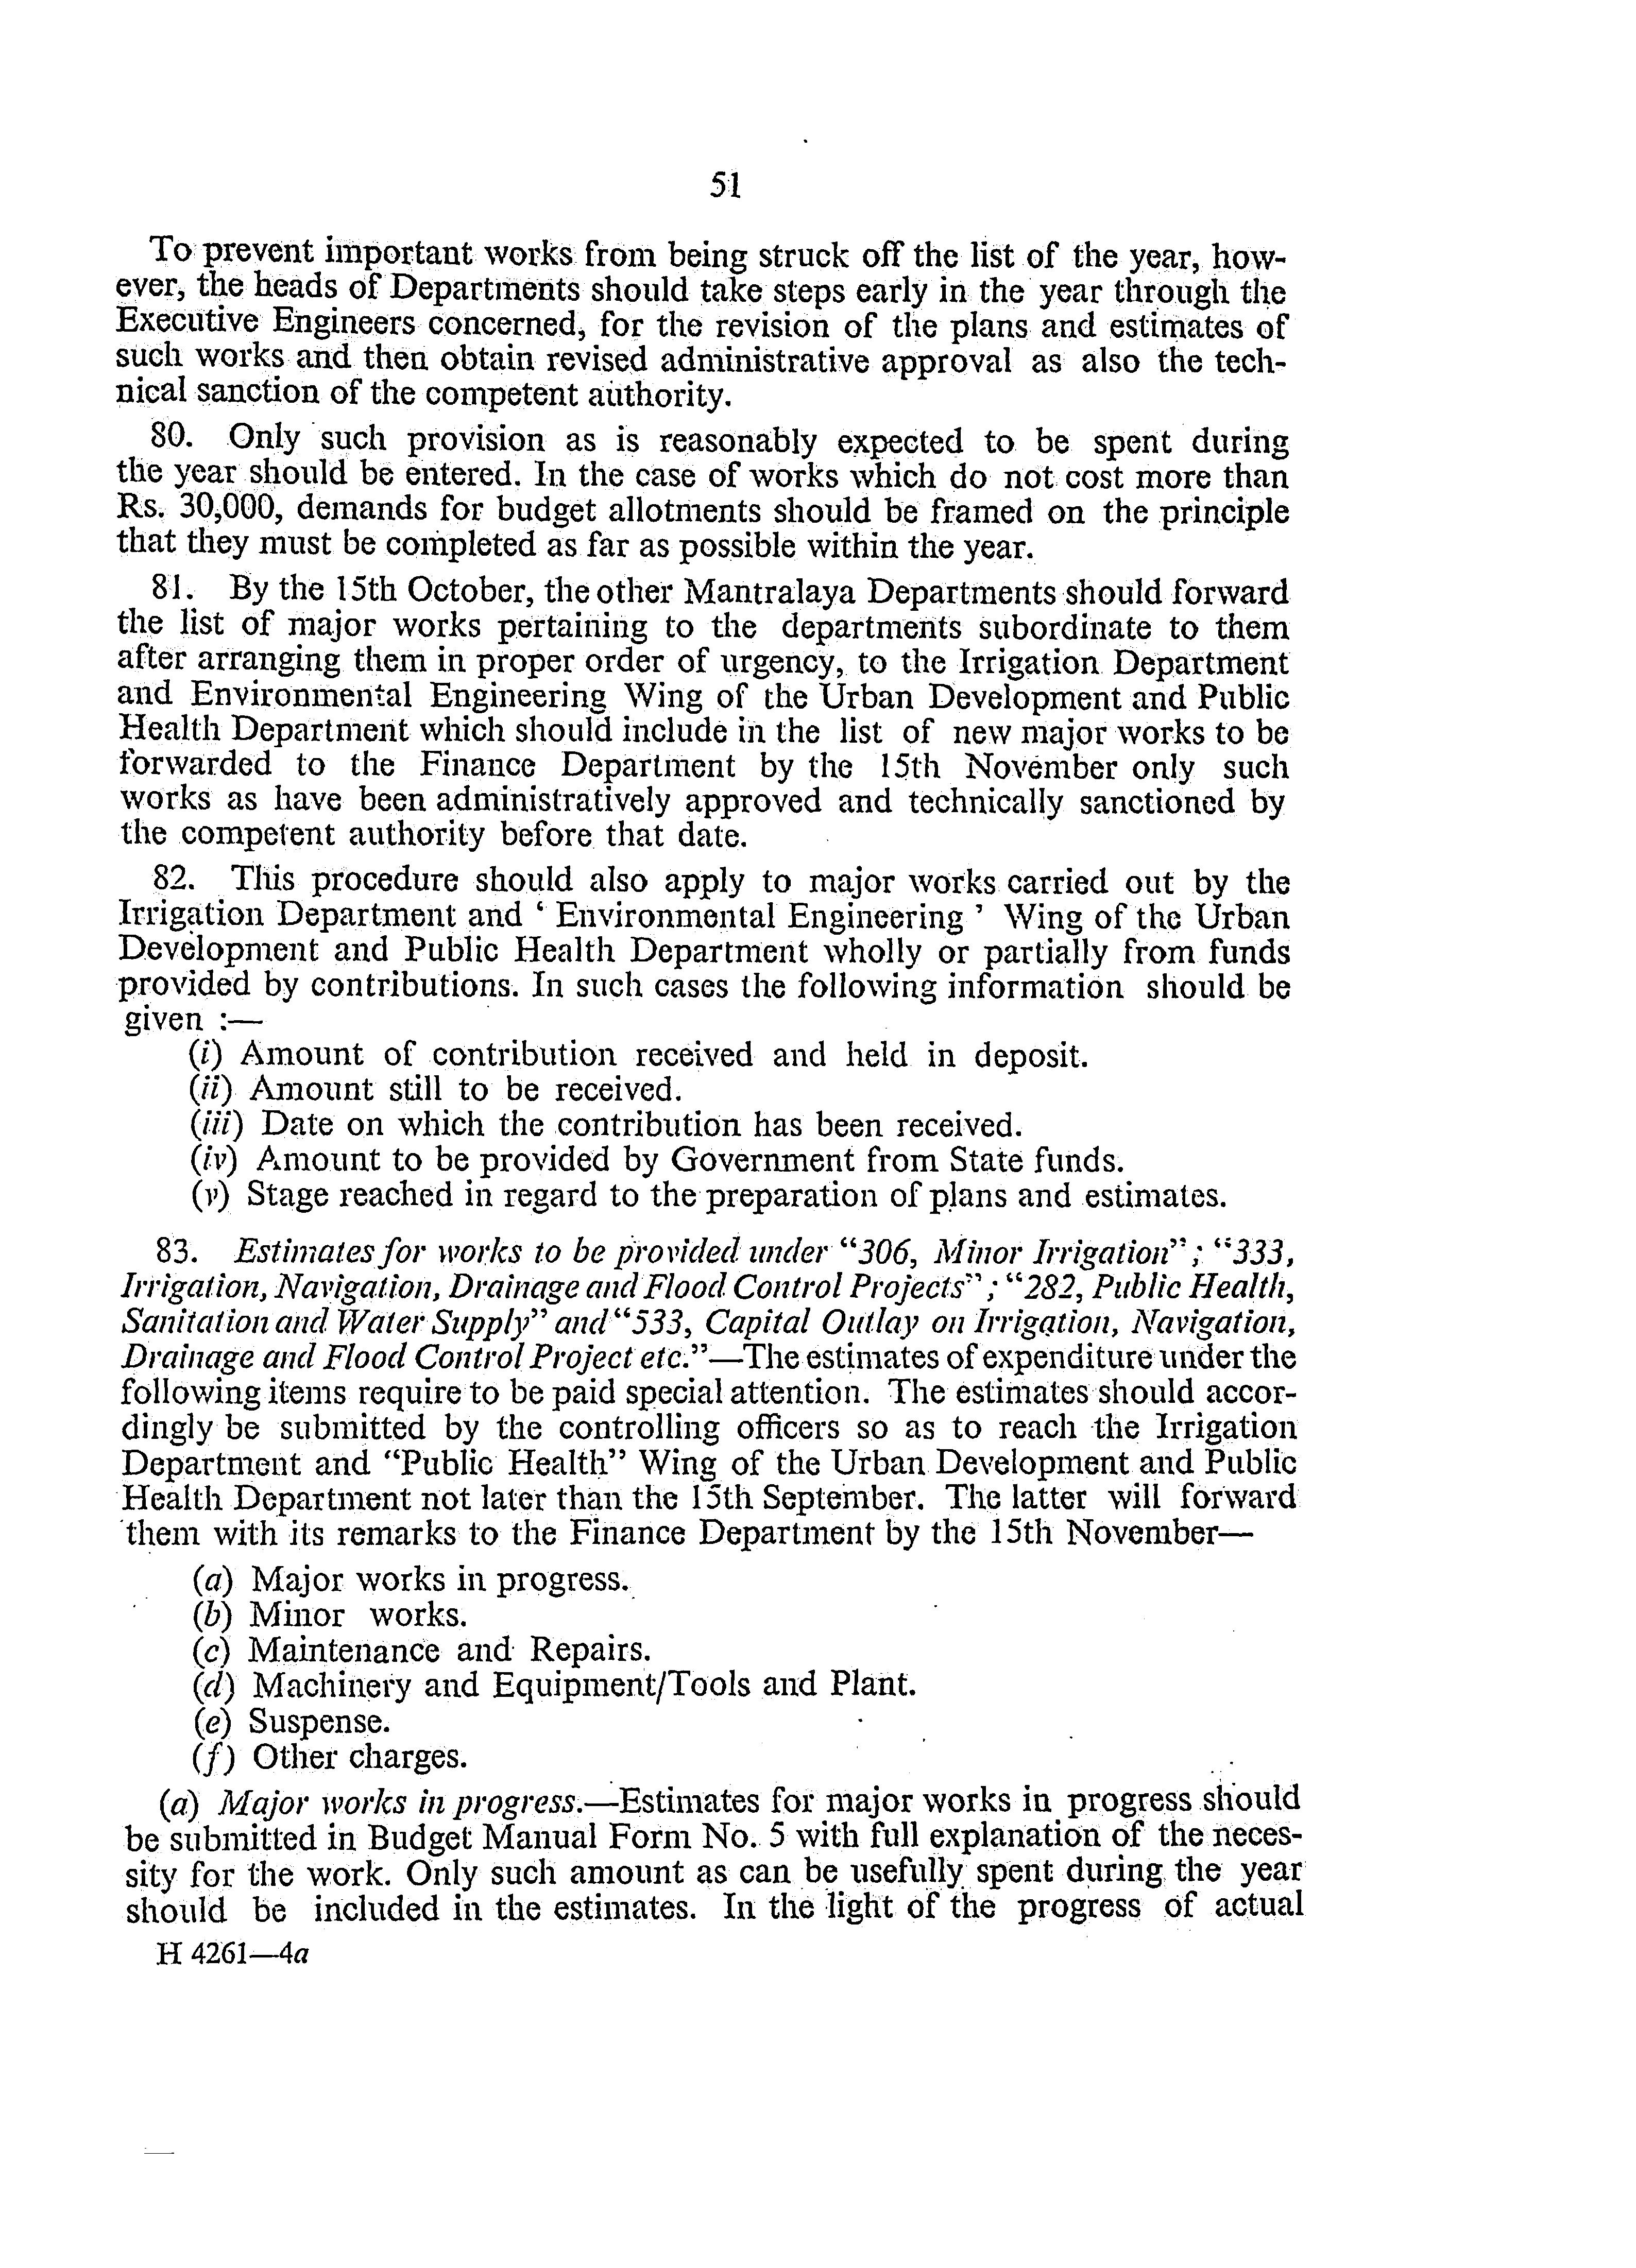 51
To prevent important works from being struck off the list of the year, how-
ever, the heads of Departments should take steps early in the year through the
Executive Engineers concerned, for the revision of the plans and estimates of
such works and then obtain revised administrative approval as also the tech-
nical sanction of the competent authority.
80. Only such provision as is reasonably expected to be spent during
the year should be entered. In the case of works which do not cost more than
Rs. 30,000, demands for budget allotments should be framed on the principle
that they must be completed as far as possible within the year.
81. By the 15th October, the other Mantralaya Departments should forward
the list of major works pertaining to the departments subordinate to them
after arranging them in proper order of urgency, to the Irrigation Department
and Environmental Engineering Wing of the Urban Development and Public
Health Department which should include in the list of new major works to be
forwarded to the Finance Department by the 15th November only such
works as have been administratively approved and technically sanctioned by
the competent authority before that date.
82. This procedure should also apply to major works carried out by the
Irrigation Department and ‘ Environmental Engineering ’ Wing of the Urban
Development and Public Health Department wholly or partially from funds
provided by contributions. In such cases the following information should be
given :—
(i) Amount of contribution received and held in deposit.
(ii) Amount still to be received.
(iii) Date on which the contribution has been received.
(iv) Amount to be provided by Government from State funds.
(v) Stage reached in regard to the preparation of plans and estimates.
83. Estimates for works to be provided under “306, Minor Irrigation”; “333,
Irrigation, Navigation, Drainage and Flood Control Projects”; “282, Public Health,
Sanitation and Water Supply” and “533, Capital Outlay on Irrigation, Navigation,
Drainage and Flood Control Project etc.”—The estimates of expenditure under the
following items require to be paid special attention. The estimates should accor-
dingly be submitted by the controlling officers so as to reach the Irrigation
Department and “Public Health” Wing of the Urban Development and Public
Health Department not later than the 15th September. The latter will forward
them with its remarks to the Finance Department by the 15th November—
(a) Major works in progress.
(b) Minor works.
(c) Maintenance and Repairs.
(d) Machinery and Equipment/Tools and Plant.
(e) Suspense.
(f) Other charges.
(a) Major works in progress.—Estimates for major works in progress should
be submitted in Budget Manual Form No. 5 with full explanation of the neces-
sity for the work. Only such amount as can be usefully spent during the year
should be included in the estimates. In the light of the progress of actual
H 4261—4a